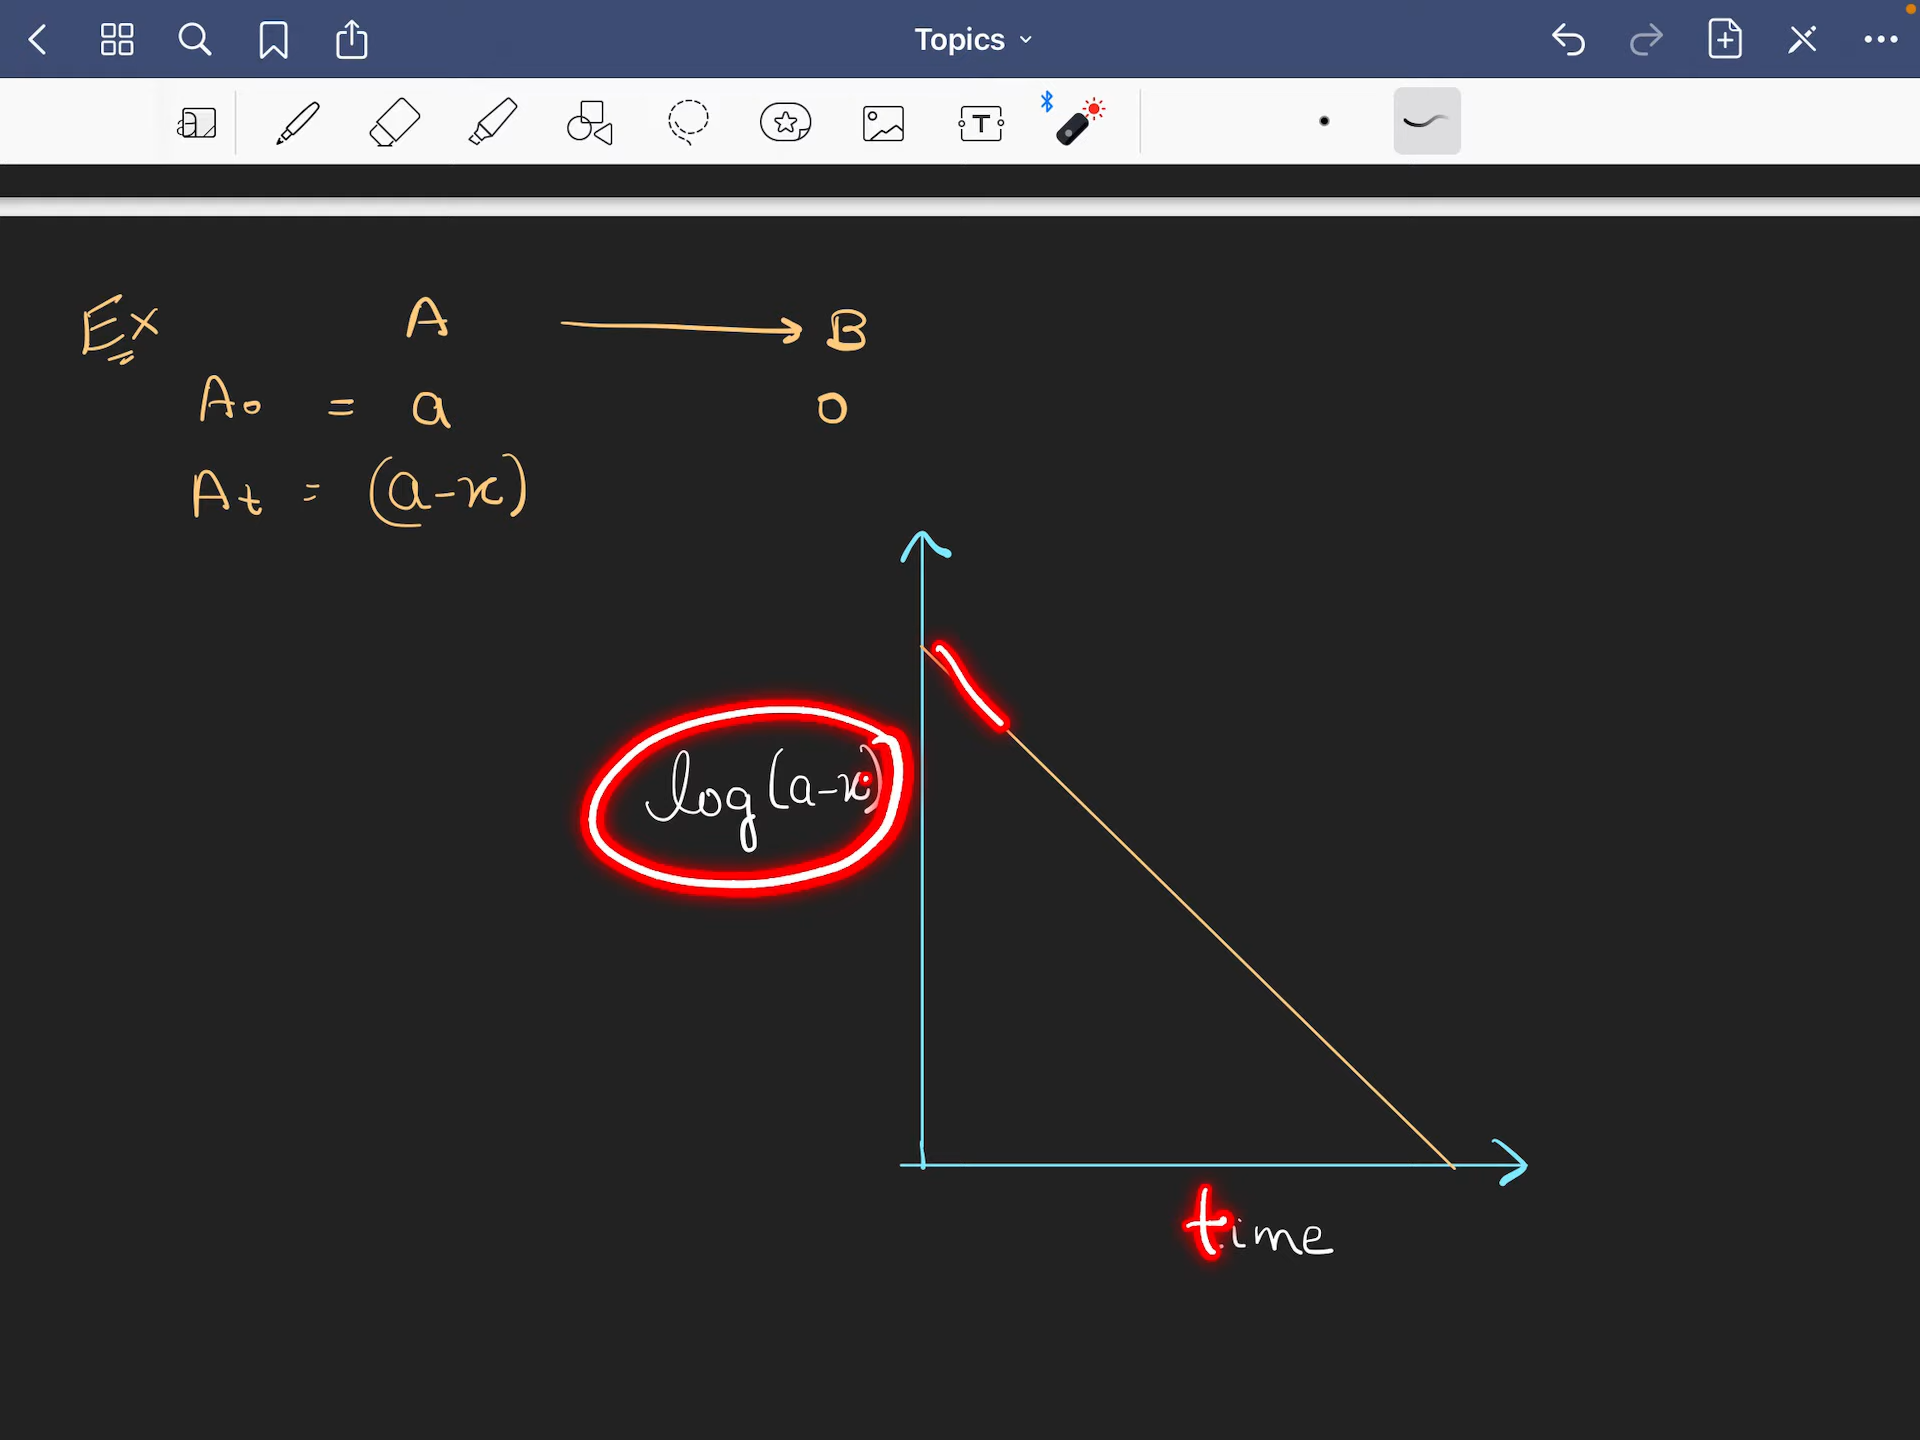 Topics
T
Ex A → B
A₀ = a 0
Aₜ = (a-x)
log(a-x)
time